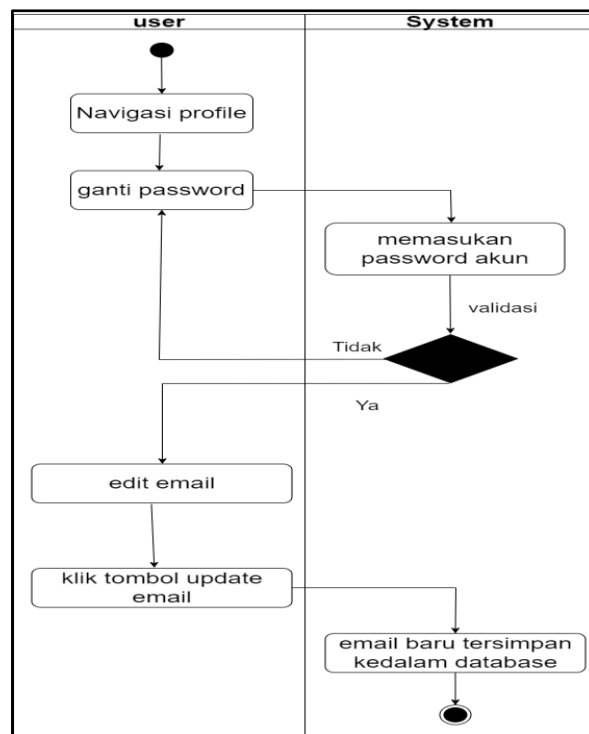 user
System
Navigasi profile
ganti password
memasukan
password akun
validasi
Tidak
Ya
edit email
klik tombol update
email
email baru tersimpan
kedalam database